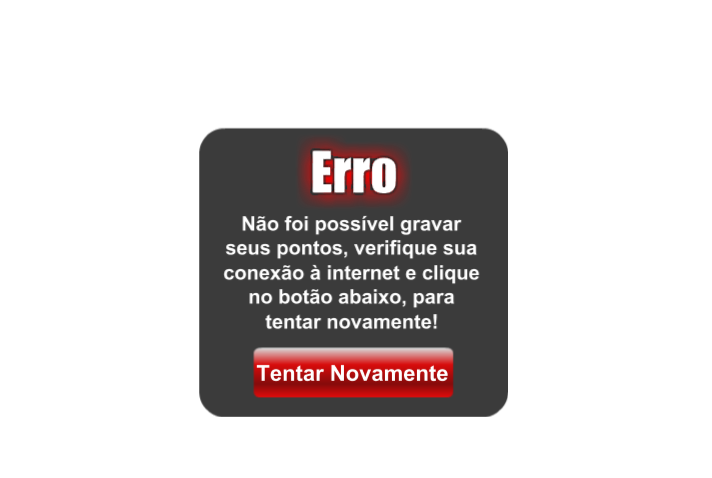 Erro
Não foi possível gravar
seus pontos, verifique sua
conexão à internet e clique
no botão abaixo, para
tentar novamente!
Tentar Novamente